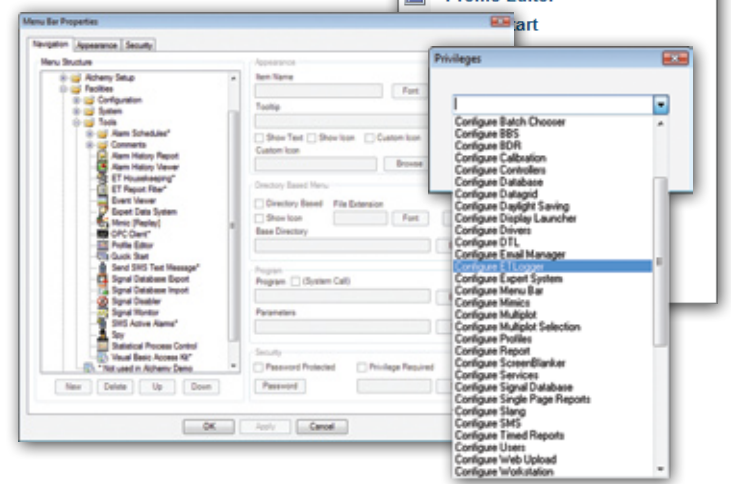 Profile Editor
art
Menu Bar Properties
Navigation Appearance Security
Menu Structure
Alchemy Setup
Facilities
Configuration
System
Tools
Alarm Schedules*
Comments
Alarm History Report
Alarm History Viewer
ET Housekeeping*
ET Report Filter*
Event Viewer
Expert Data System
Mimic [Replay]
OPC Client*
Profile Editor
Quick Start
Send SMS Text Message*
Signal Database Export
Signal Database Import
Signal Disabler
Signal Monitor
SMS Active Alarms*
Spy
Statistical Process Control
Visual Basic Access Kit*
* Not used in Alchemy Demo
New Delete Up Down
Appearance
Item Name
Font
Tooltip
Show Text Show Icon Custom Icon
Custom Icon
Browse
Directory Based Menu
Directory Based File Extension
Show Icon Font
Base Directory
Program
Program (System Call)
Parameters
Security
Password Protected Privilege Required
Password
OK Apply Cancel
Privileges
Configure Batch Chooser
Configure BBS
Configure BDR
Configure Calibration
Configure Controllers
Configure Database
Configure Datagrid
Configure Daylight Saving
Configure Display Launcher
Configure Drivers
Configure DTL
Configure Email Manager
Configure ETLogger
Configure Expert System
Configure Menu Bar
Configure Mimics
Configure Multiplot
Configure Multiplot Selection
Configure Profiles
Configure Report
Configure ScreenBlanker
Configure Services
Configure Signal Database
Configure Single Page Reports
Configure Slang
Configure SMS
Configure Timed Reports
Configure Users
Configure Web Upload
Configure Workstation